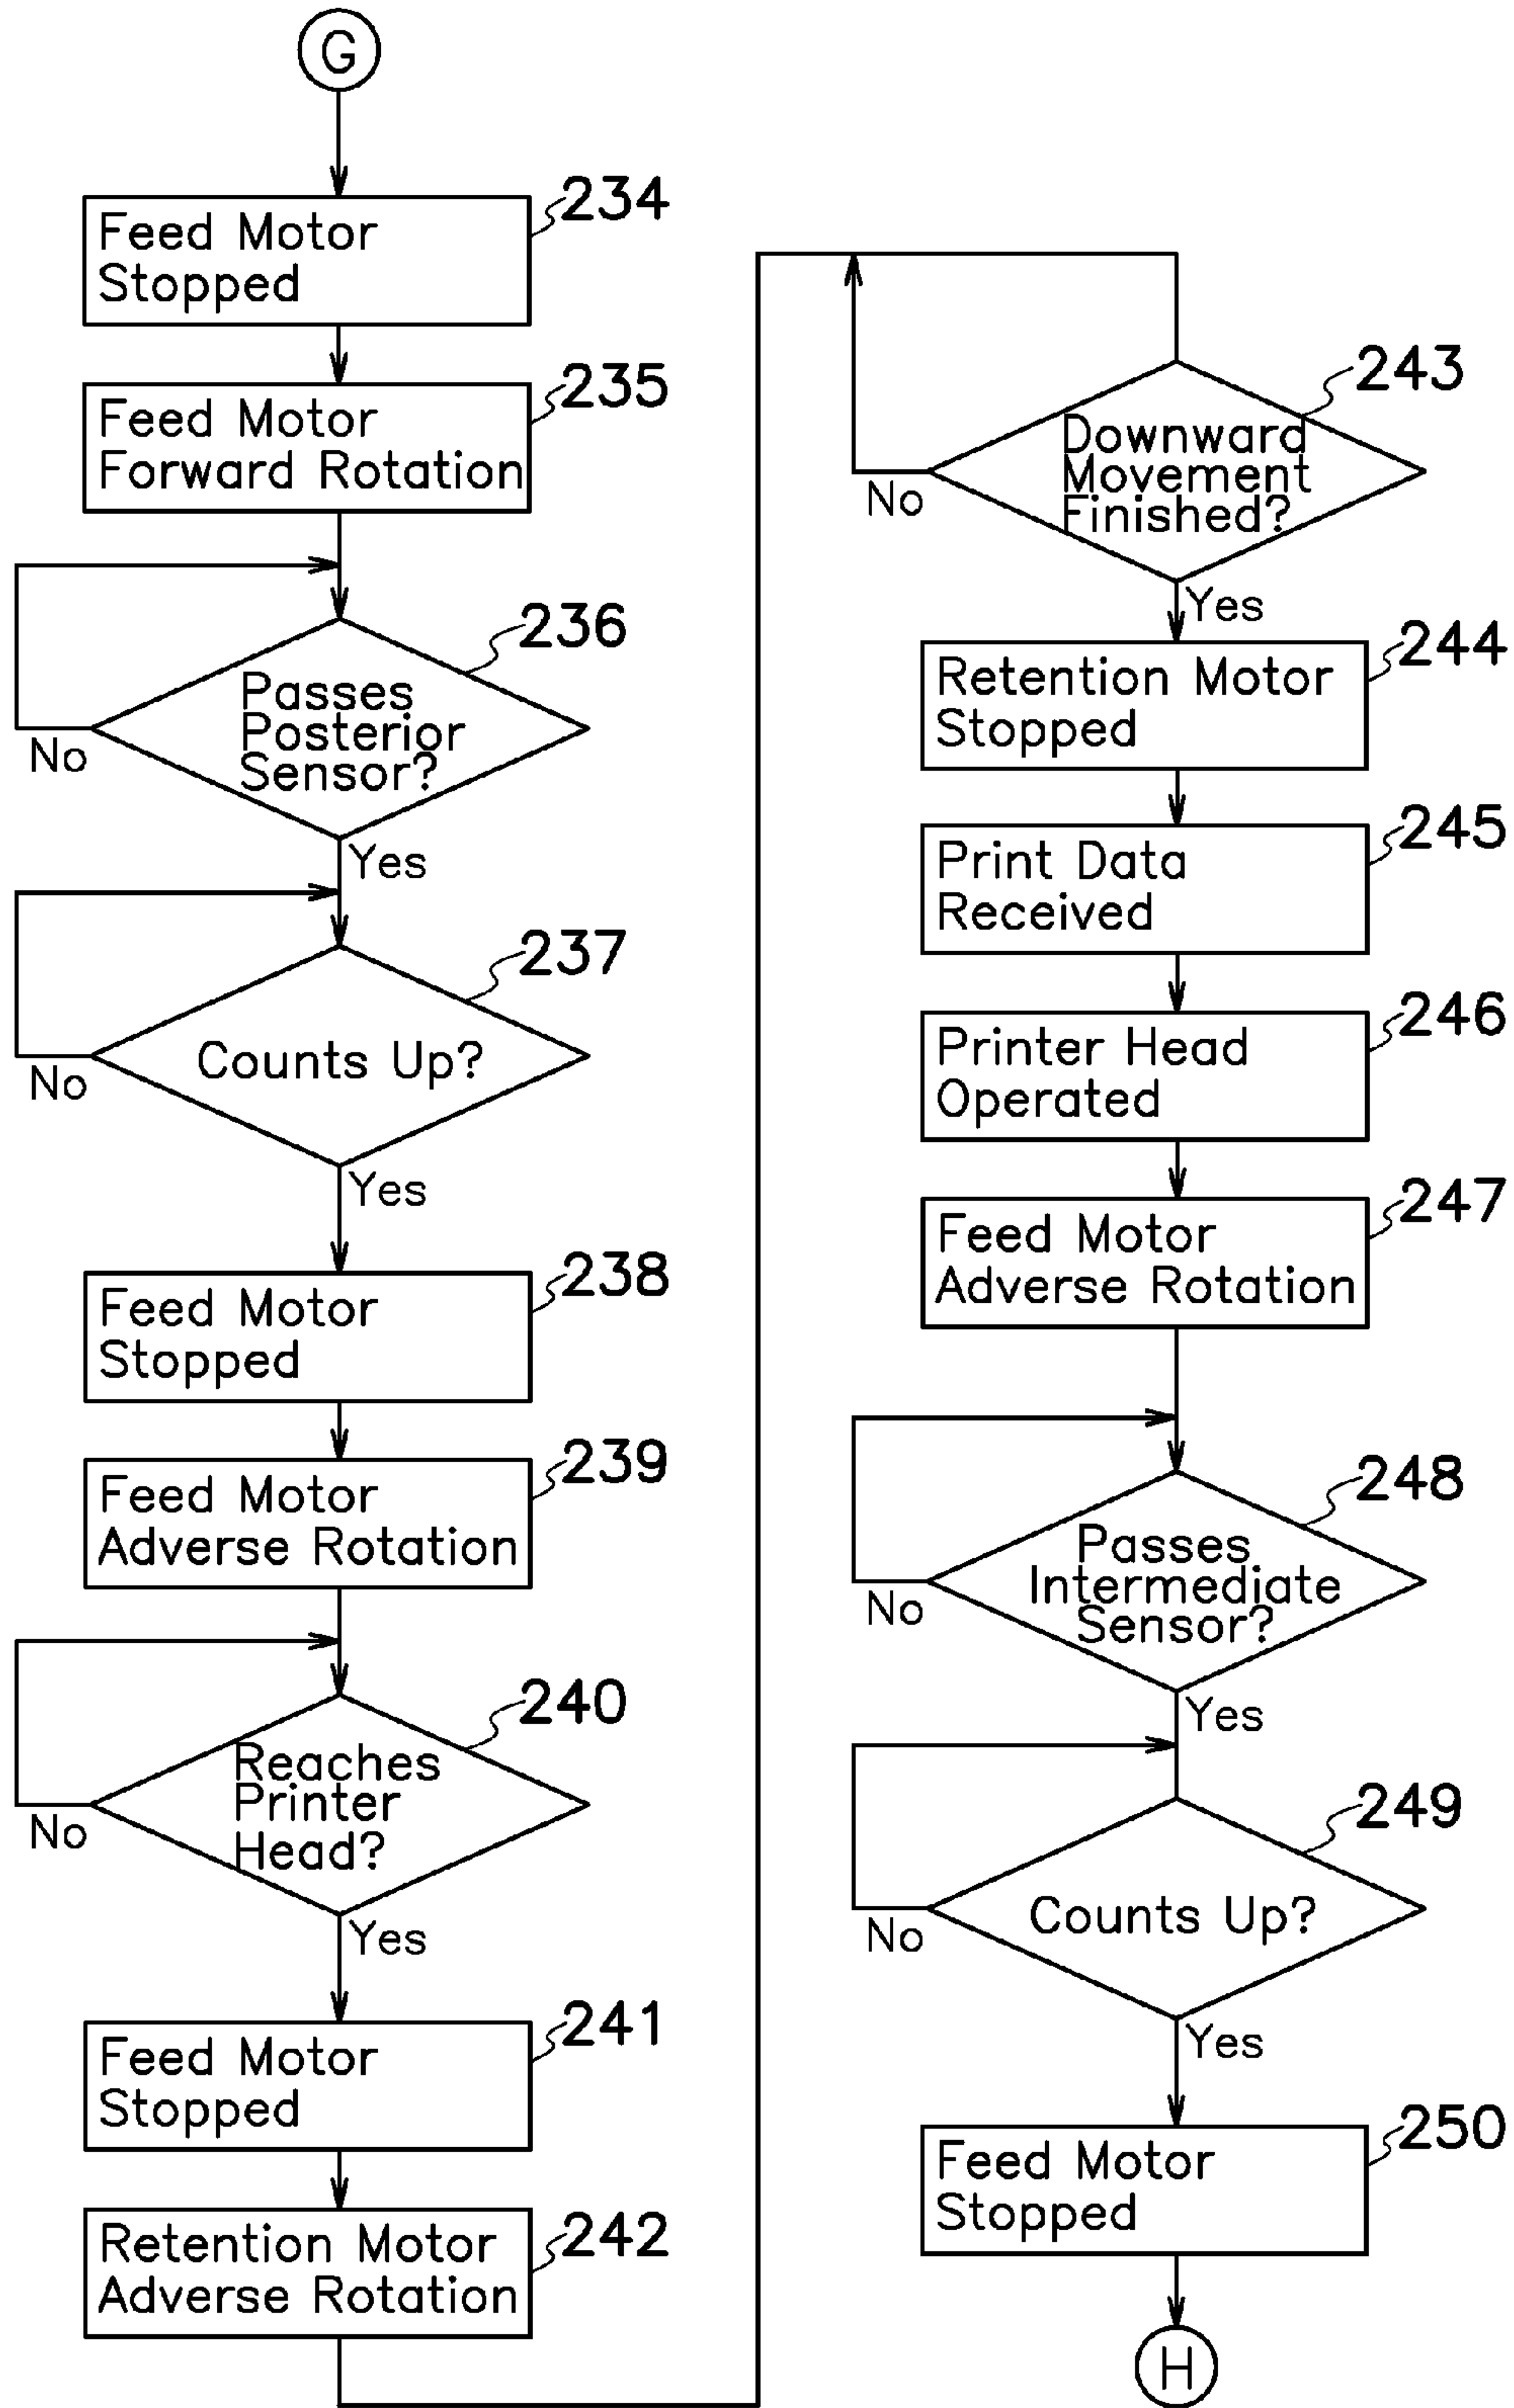 G
Feed Motor
Stopped
234
Feed Motor
Forward Rotation
235
Passes
Posterior
Sensor?
236
No
Yes
Counts Up?
237
No
Yes
Feed Motor
Stopped
238
Feed Motor
Adverse Rotation
239
Reaches
Printer
Head?
240
No
Yes
Feed Motor
Stopped
241
Retention Motor
Adverse Rotation
242
Downward
Movement
Finished?
243
No
Yes
Retention Motor
Stopped
244
Print Data
Received
245
Printer Head
Operated
246
Feed Motor
Adverse Rotation
247
Passes
Intermediate
Sensor?
248
No
Yes
Counts Up?
249
No
Yes
Feed Motor
Stopped
250
H